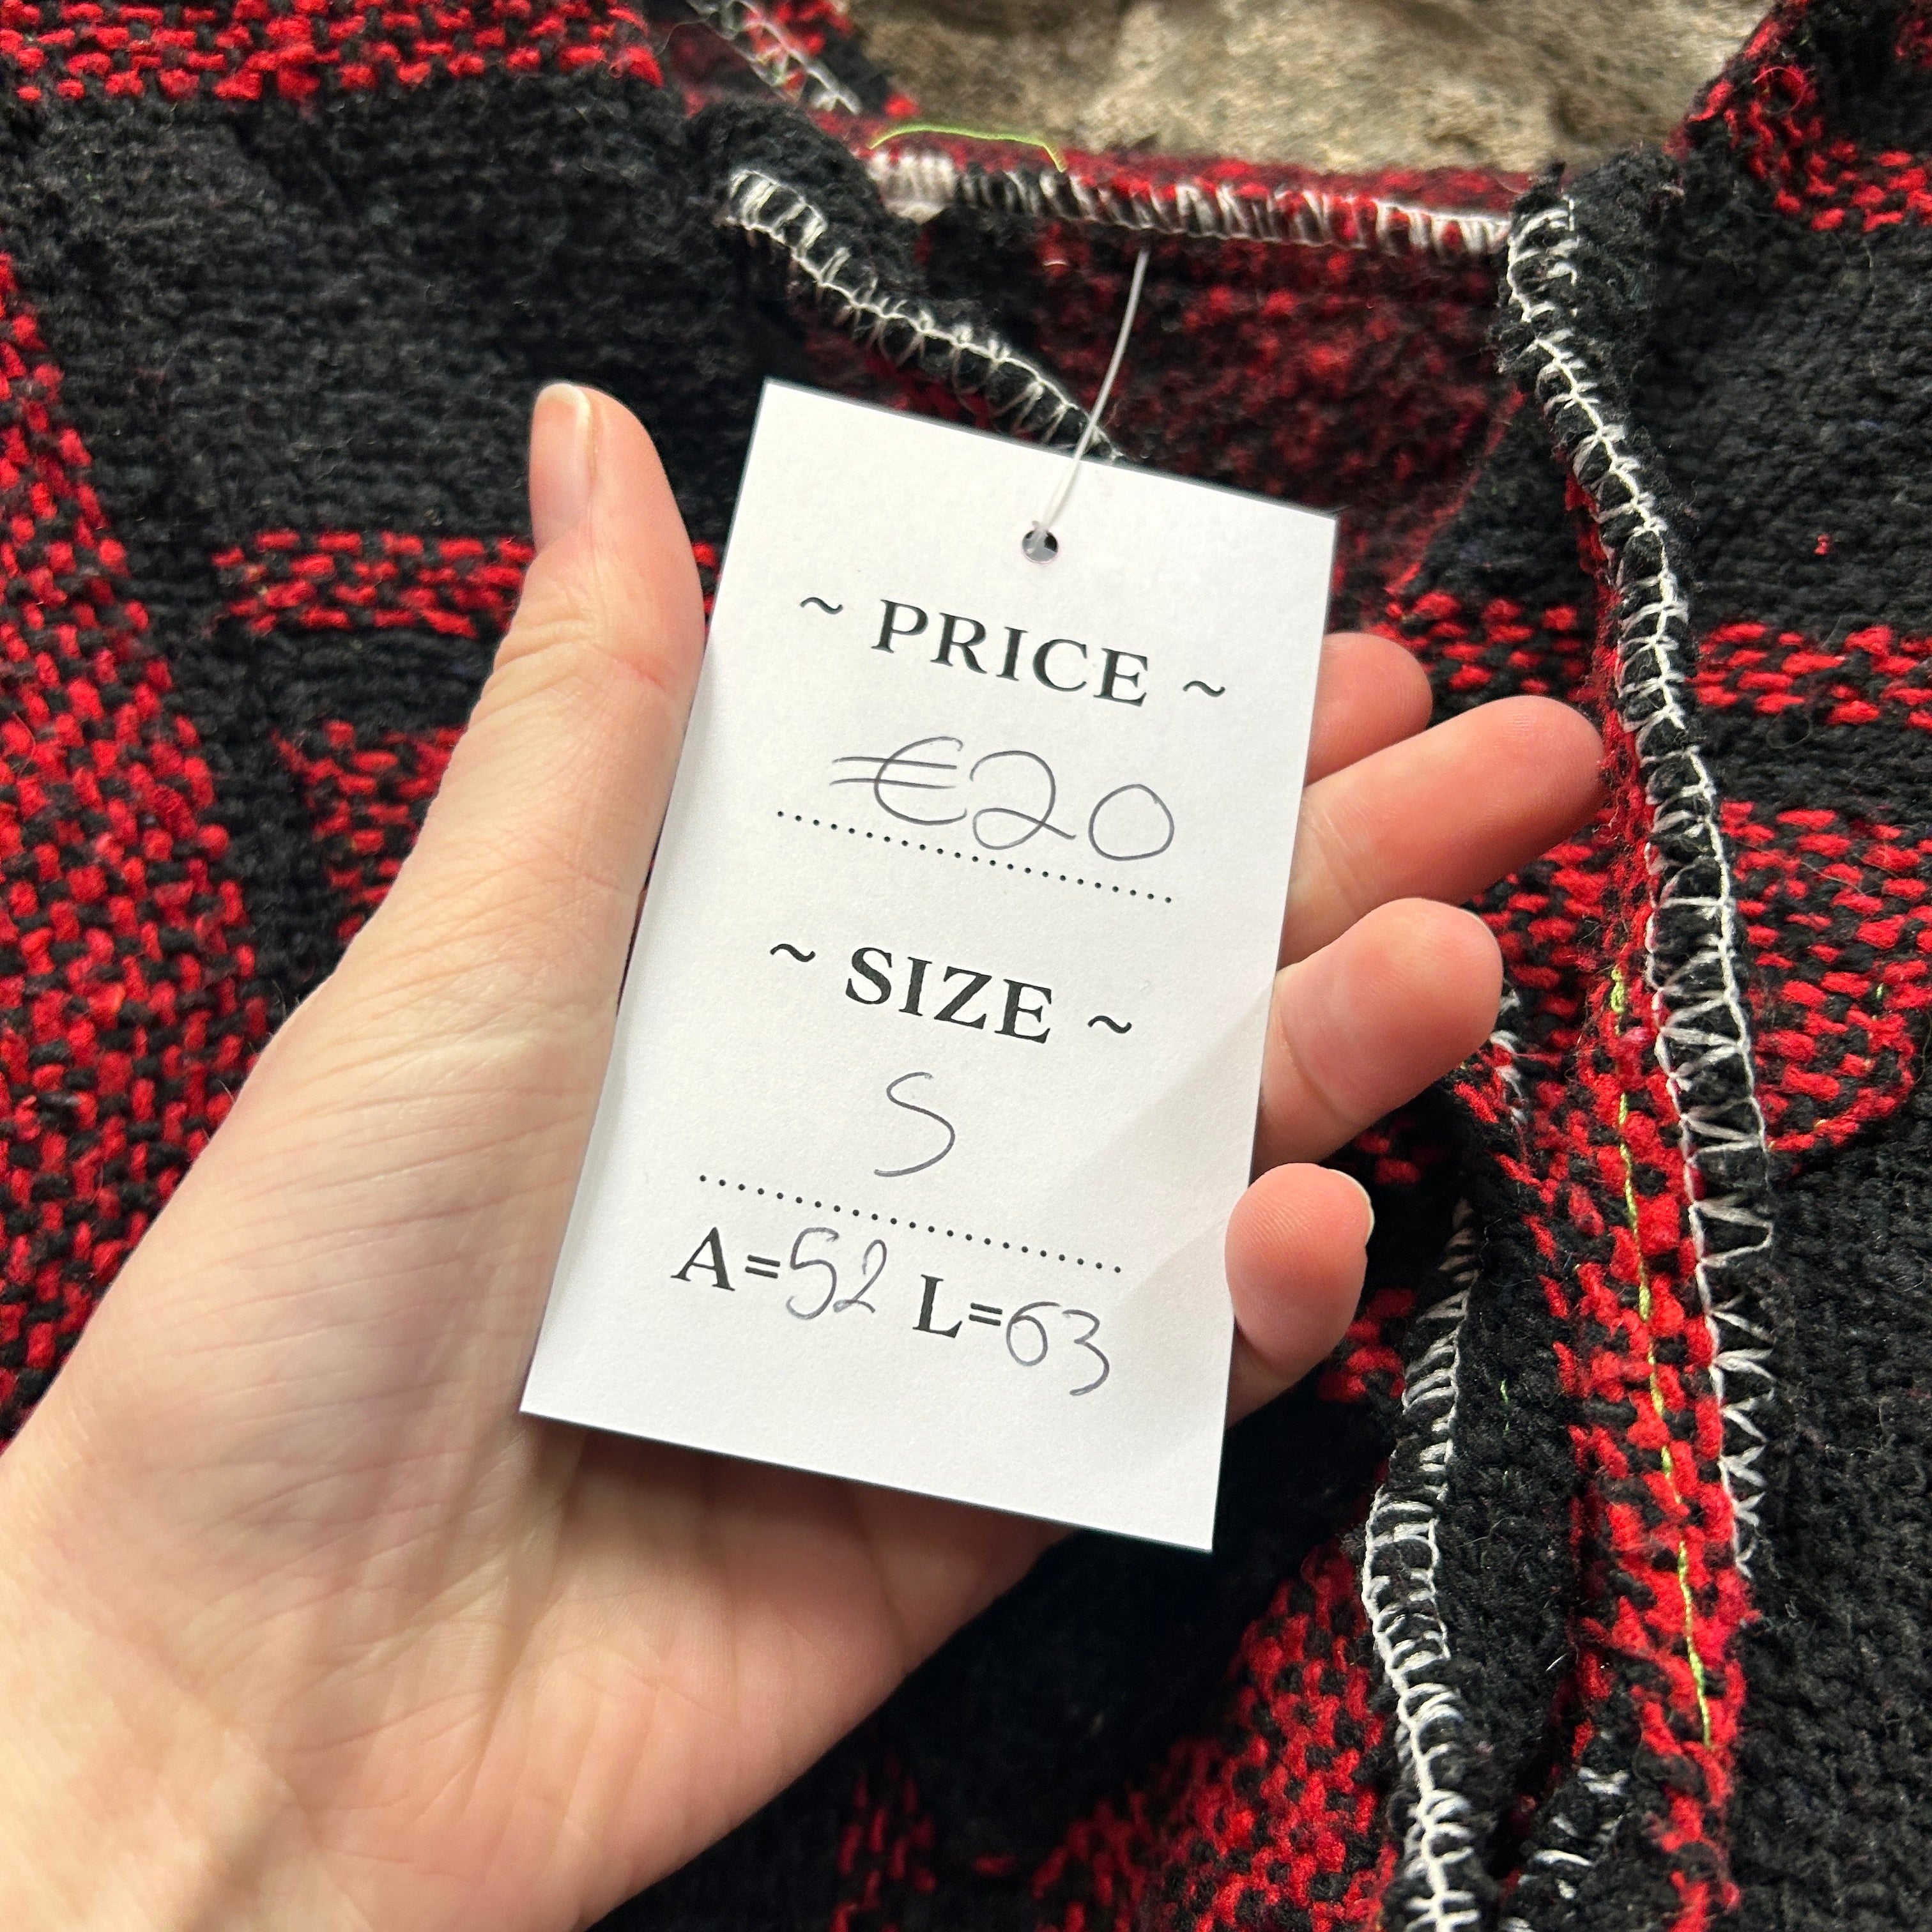 ~ PRICE ~
€20
~ SIZE ~
S
A=52 L=63